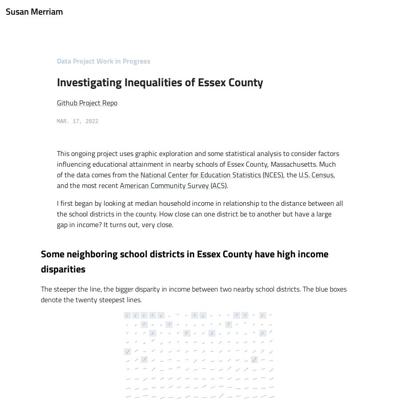 Susan Merriam
Data Project Work in Progress
Investigating Inequalities of Essex County
Github Project Repo
MAR. 17, 2022
This ongoing project uses graphic exploration and some statistical analysis to consider factors
influencing educational attainment in nearby schools of Essex County, Massachusetts. Much
of the data comes from the National Center for Education Statistics (NCES), the U.S. Census,
and the most recent American Community Survey (ACS).
I first began by looking at median household income in relationship to the distance between all
the school districts in the county. How close can one district be to another but have a large
gap in income? It turns out, very close.
Some neighboring school districts in Essex County have high income
disparities
The steeper the line, the bigger disparity in income between two nearby school districts. The blue boxes
denote the twenty steepest lines.